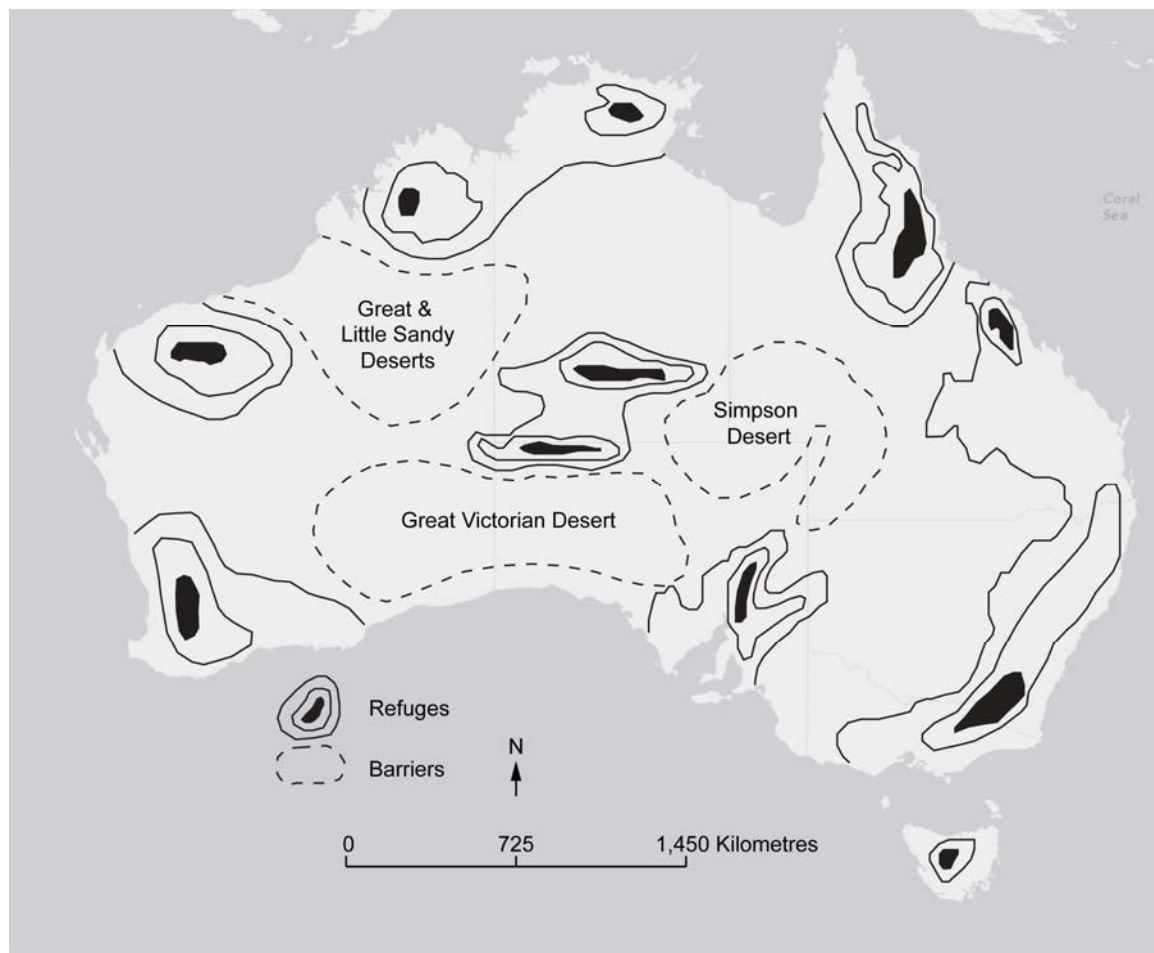 Coral
Sea
Great &
Little Sandy
Deserts
Simpson
Desert
Great Victorian Desert
Refuges
Barriers
N
0
725
1,450 Kilometres